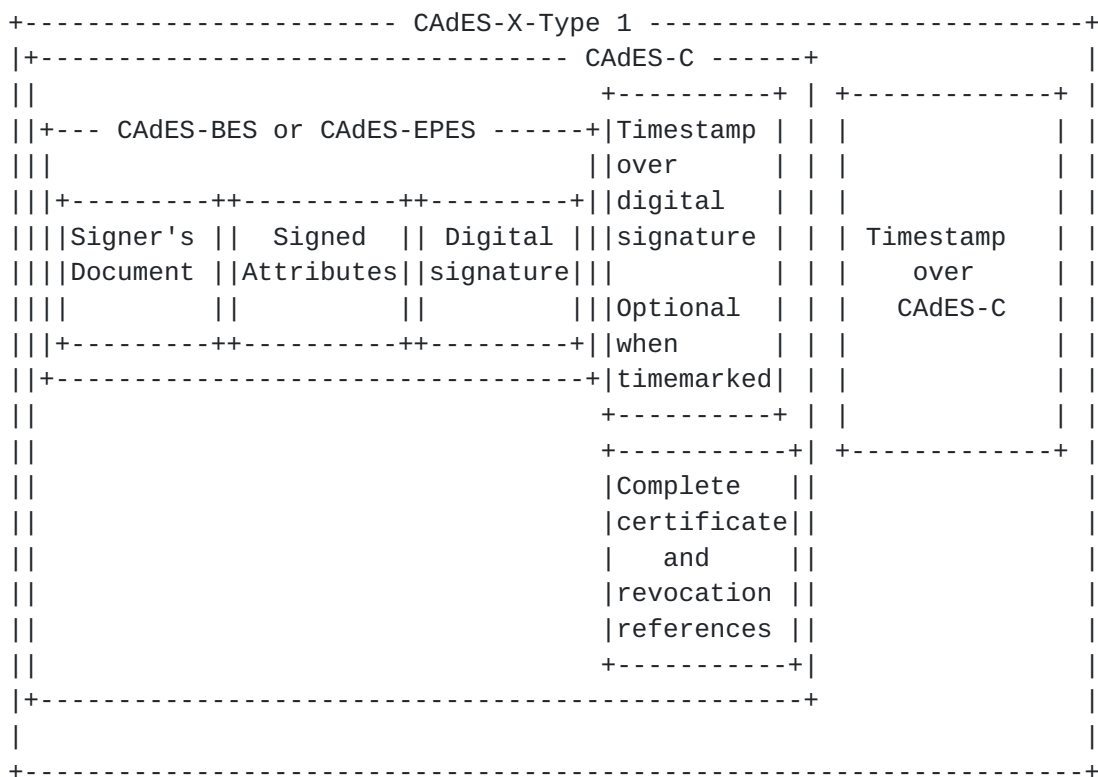 +------------------------ CAdES-X-Type 1 ----------------------------+
|+---------------------------------- CAdES-C ------+                 |
||                                    +----------+ | +-------------+ |
||+--- CAdES-BES or CAdES-EPES ------+|Timestamp | | |             | |
|||                                  ||over      | | |             | |
|||+---------++----------++---------+||digital   | | |             | |
||||Signer's ||  Signed  || Digital |||signature | | | Timestamp   | |
||||Document ||Attributes||signature|||          | | |    over     | |
||||         ||          ||         |||Optional  | | |   CAdES-C   | |
|||+---------++----------++---------+||when      | | |             | |
||+----------------------------------+|timemarked| | |             | |
||                                    +----------+ | |             | |
||                                    +-----------+| +-------------+ |
||                                    |Complete   ||                 |
||                                    |certificate||                 |
||                                    |   and     ||                 |
||                                    |revocation ||                 |
||                                    |references ||                 |
||                                    +-----------+|                 |
|+-------------------------------------------------+                 |
|                                                                    |
+--------------------------------------------------------------------+